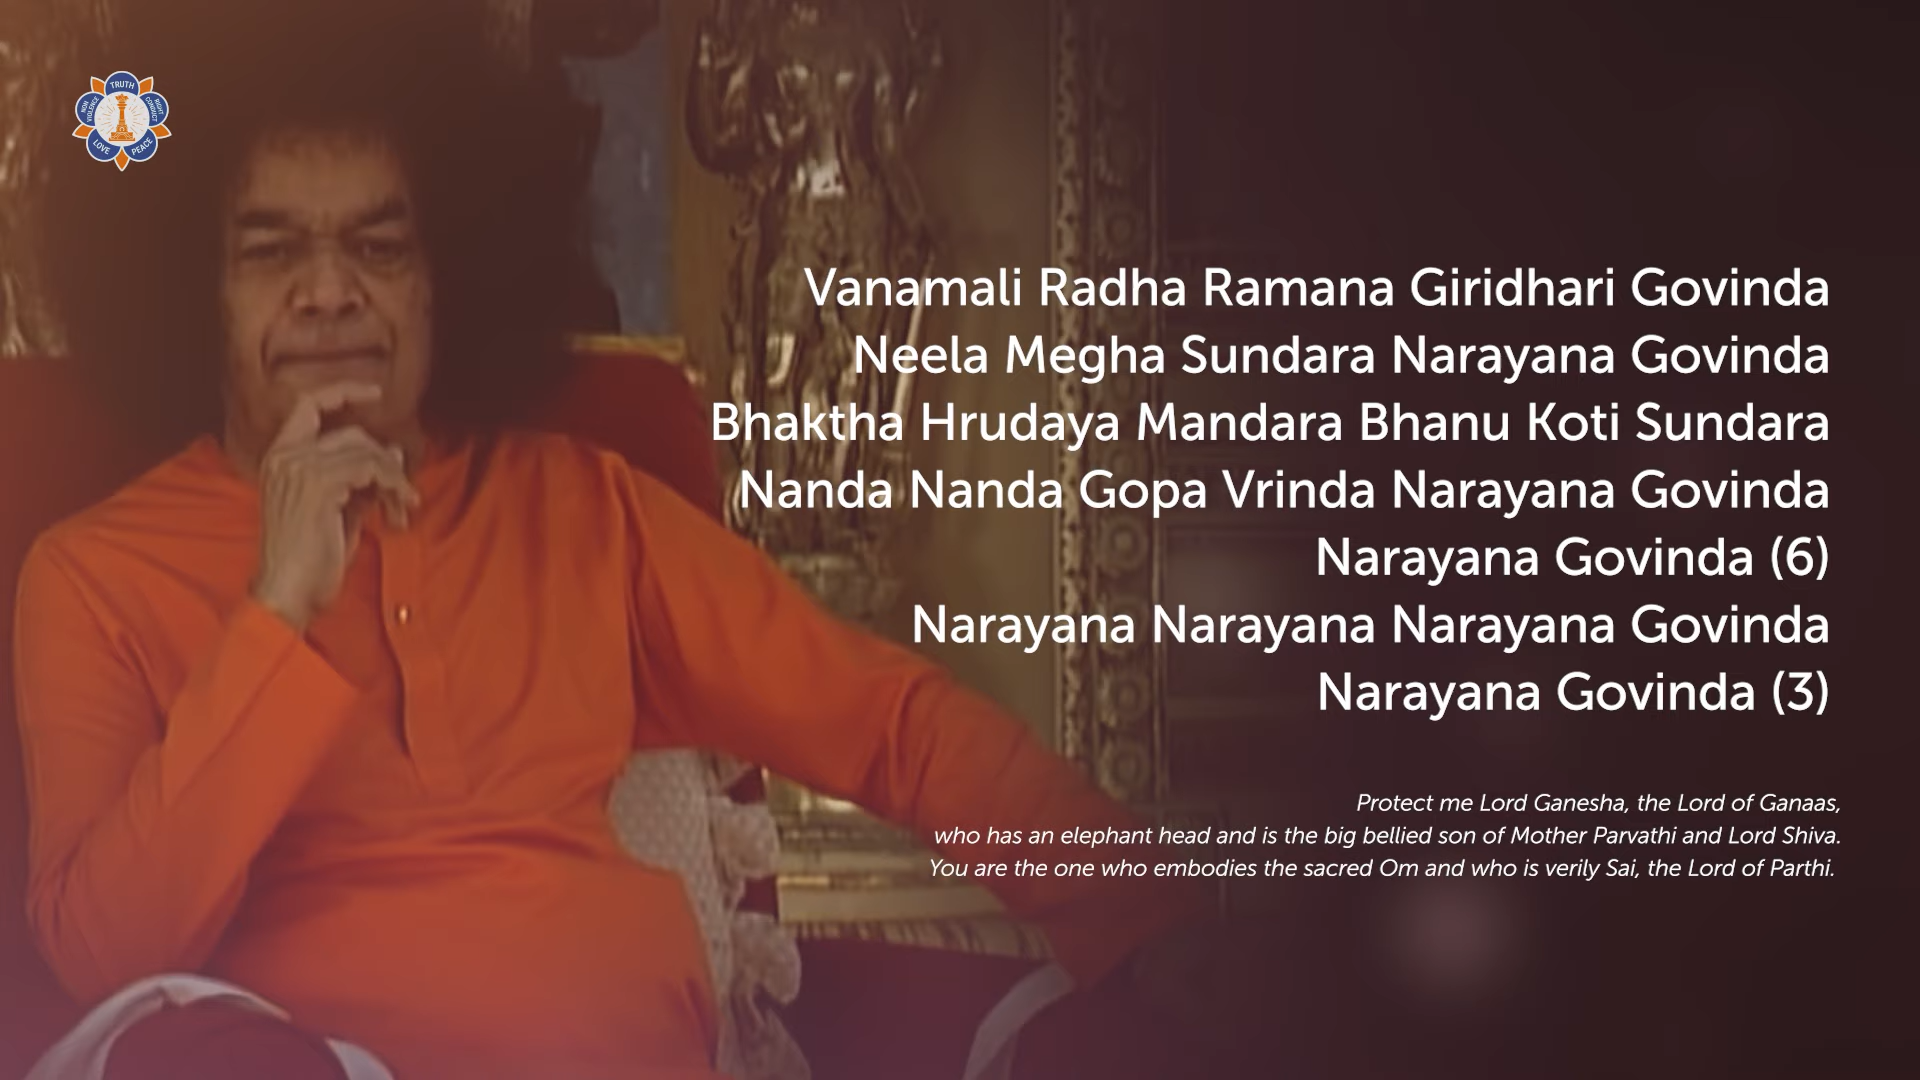 TRUTH
RIGHT CONDUCT
PEACE
LOVE
NON VIOLENCE
Vanamali Radha Ramana Giridhari Govinda
Neela Megha Sundara Narayana Govinda
Bhaktha Hrudaya Mandara Bhanu Koti Sundara
Nanda Nanda Gopa Vrinda Narayana Govinda
Narayana Govinda (6)
Narayana Narayana Narayana Govinda
Narayana Govinda (3)
Protect me Lord Ganesha, the Lord of Ganaas,
who has an elephant head and is the big bellied son of Mother Parvathi and Lord Shiva.
You are the one who embodies the sacred Om and who is verily Sai, the Lord of Parthi.